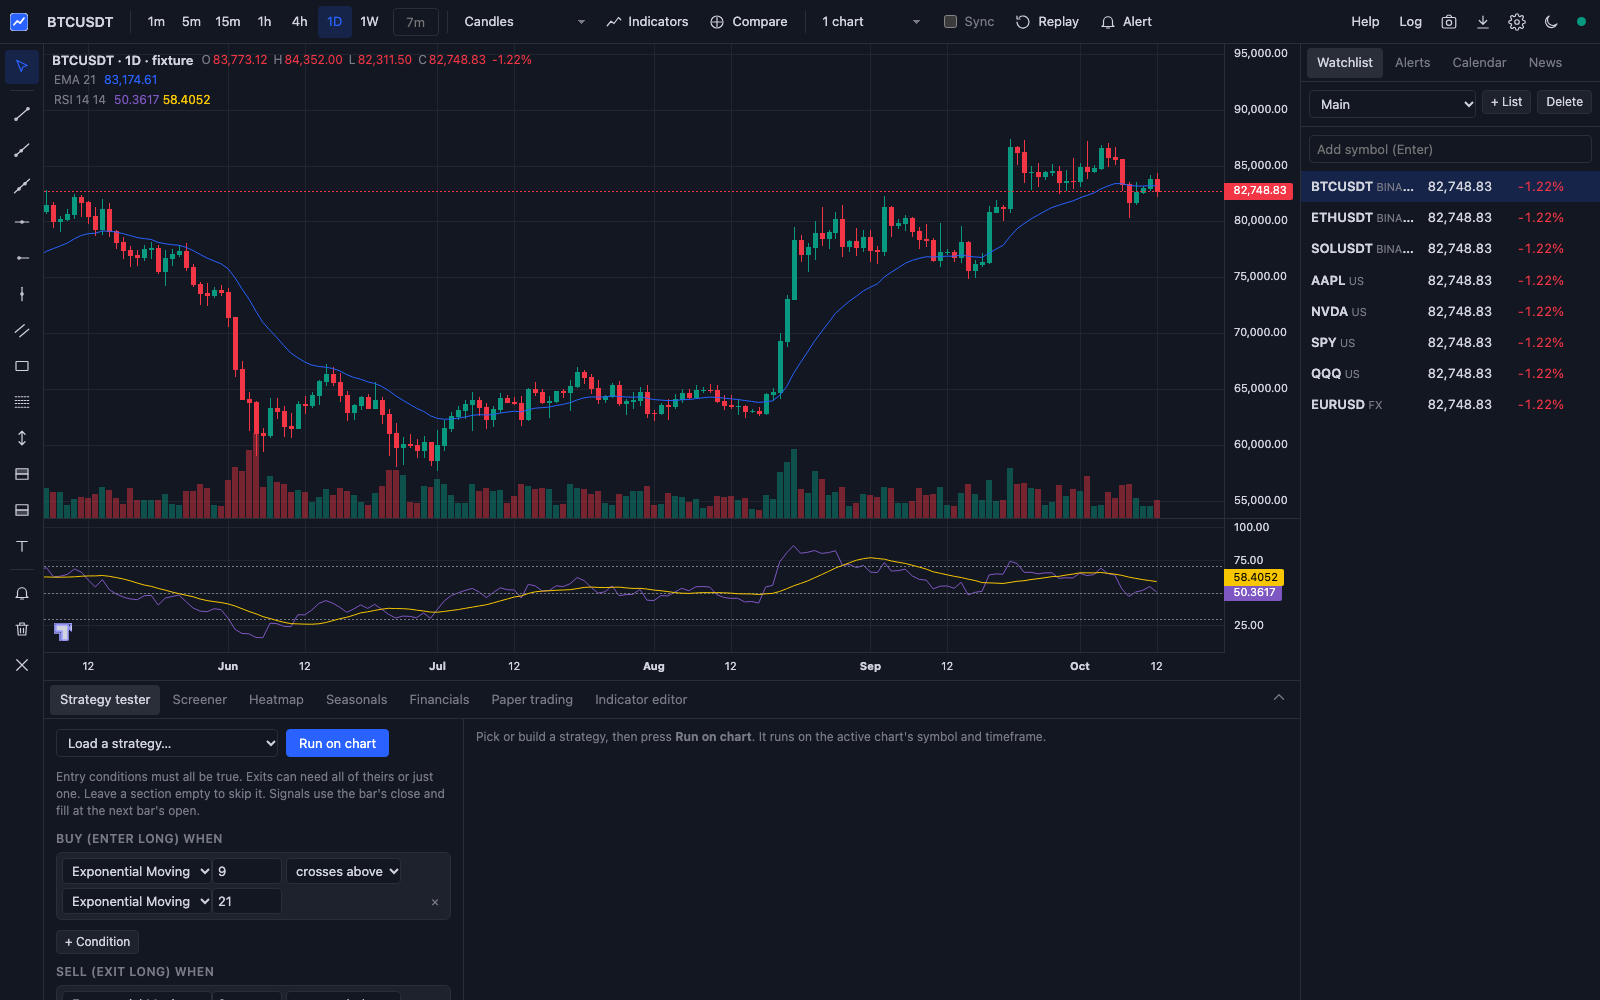 BTCUSDT 1m 5m 15m 1h 4h 1D 1W 7m Candles Indicators Compare 1 chart Sync Replay Alert Help Log
BTCUSDT · 1D · fixture O 83,773.12 H 84,352.00 L 82,311.50 C 82,748.83 -1.22%
EMA 21 83,174.61
RSI 14 14 50.3617 58.4052
95,000.00
90,000.00
85,000.00
82,748.83
80,000.00
75,000.00
70,000.00
65,000.00
60,000.00
55,000.00
100.00
75.00
58.4052
50.3617
25.00
12 Jun 12 Jul 12 Aug 12 Sep 12 Oct 12
Watchlist Alerts Calendar News
Main + List Delete
Add symbol (Enter)
BTCUSDT BINA... 82,748.83 -1.22%
ETHUSDT BINA... 82,748.83 -1.22%
SOLUSDT BINA... 82,748.83 -1.22%
AAPL US 82,748.83 -1.22%
NVDA US 82,748.83 -1.22%
SPY US 82,748.83 -1.22%
QQQ US 82,748.83 -1.22%
EURUSD FX 82,748.83 -1.22%
Strategy tester Screener Heatmap Seasonals Financials Paper trading Indicator editor
Load a strategy... Run on chart
Entry conditions must all be true. Exits can need all of theirs or just
one. Leave a section empty to skip it. Signals use the bar's close and
fill at the next bar's open.
BUY (ENTER LONG) WHEN
Exponential Moving 9 crosses above
Exponential Moving 21 ×
+ Condition
SELL (EXIT LONG) WHEN
Pick or build a strategy, then press Run on chart. It runs on the active chart's symbol and timeframe.